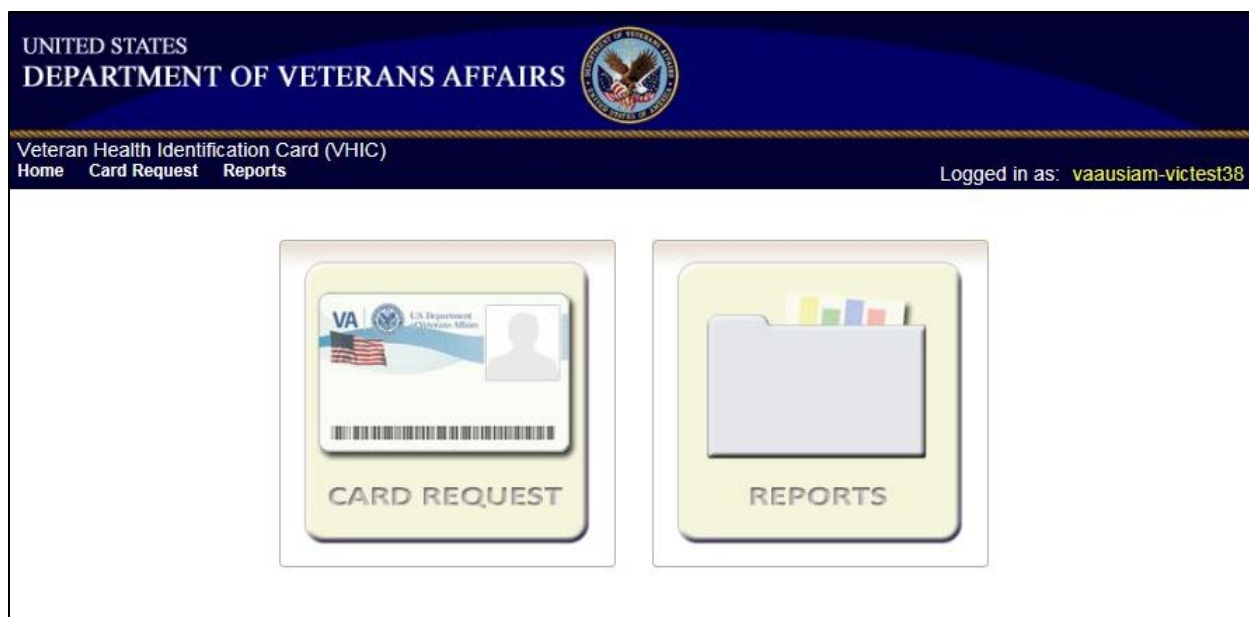 UNITED STATES
DEPARTMENT OF VETERANS AFFAIRS
Veteran Health Identification Card (VHIC)
Home Card Request Reports
Logged in as: vaausiam-victest38
VA
U.S. Department
of Veterans Affairs
CARD REQUEST
REPORTS